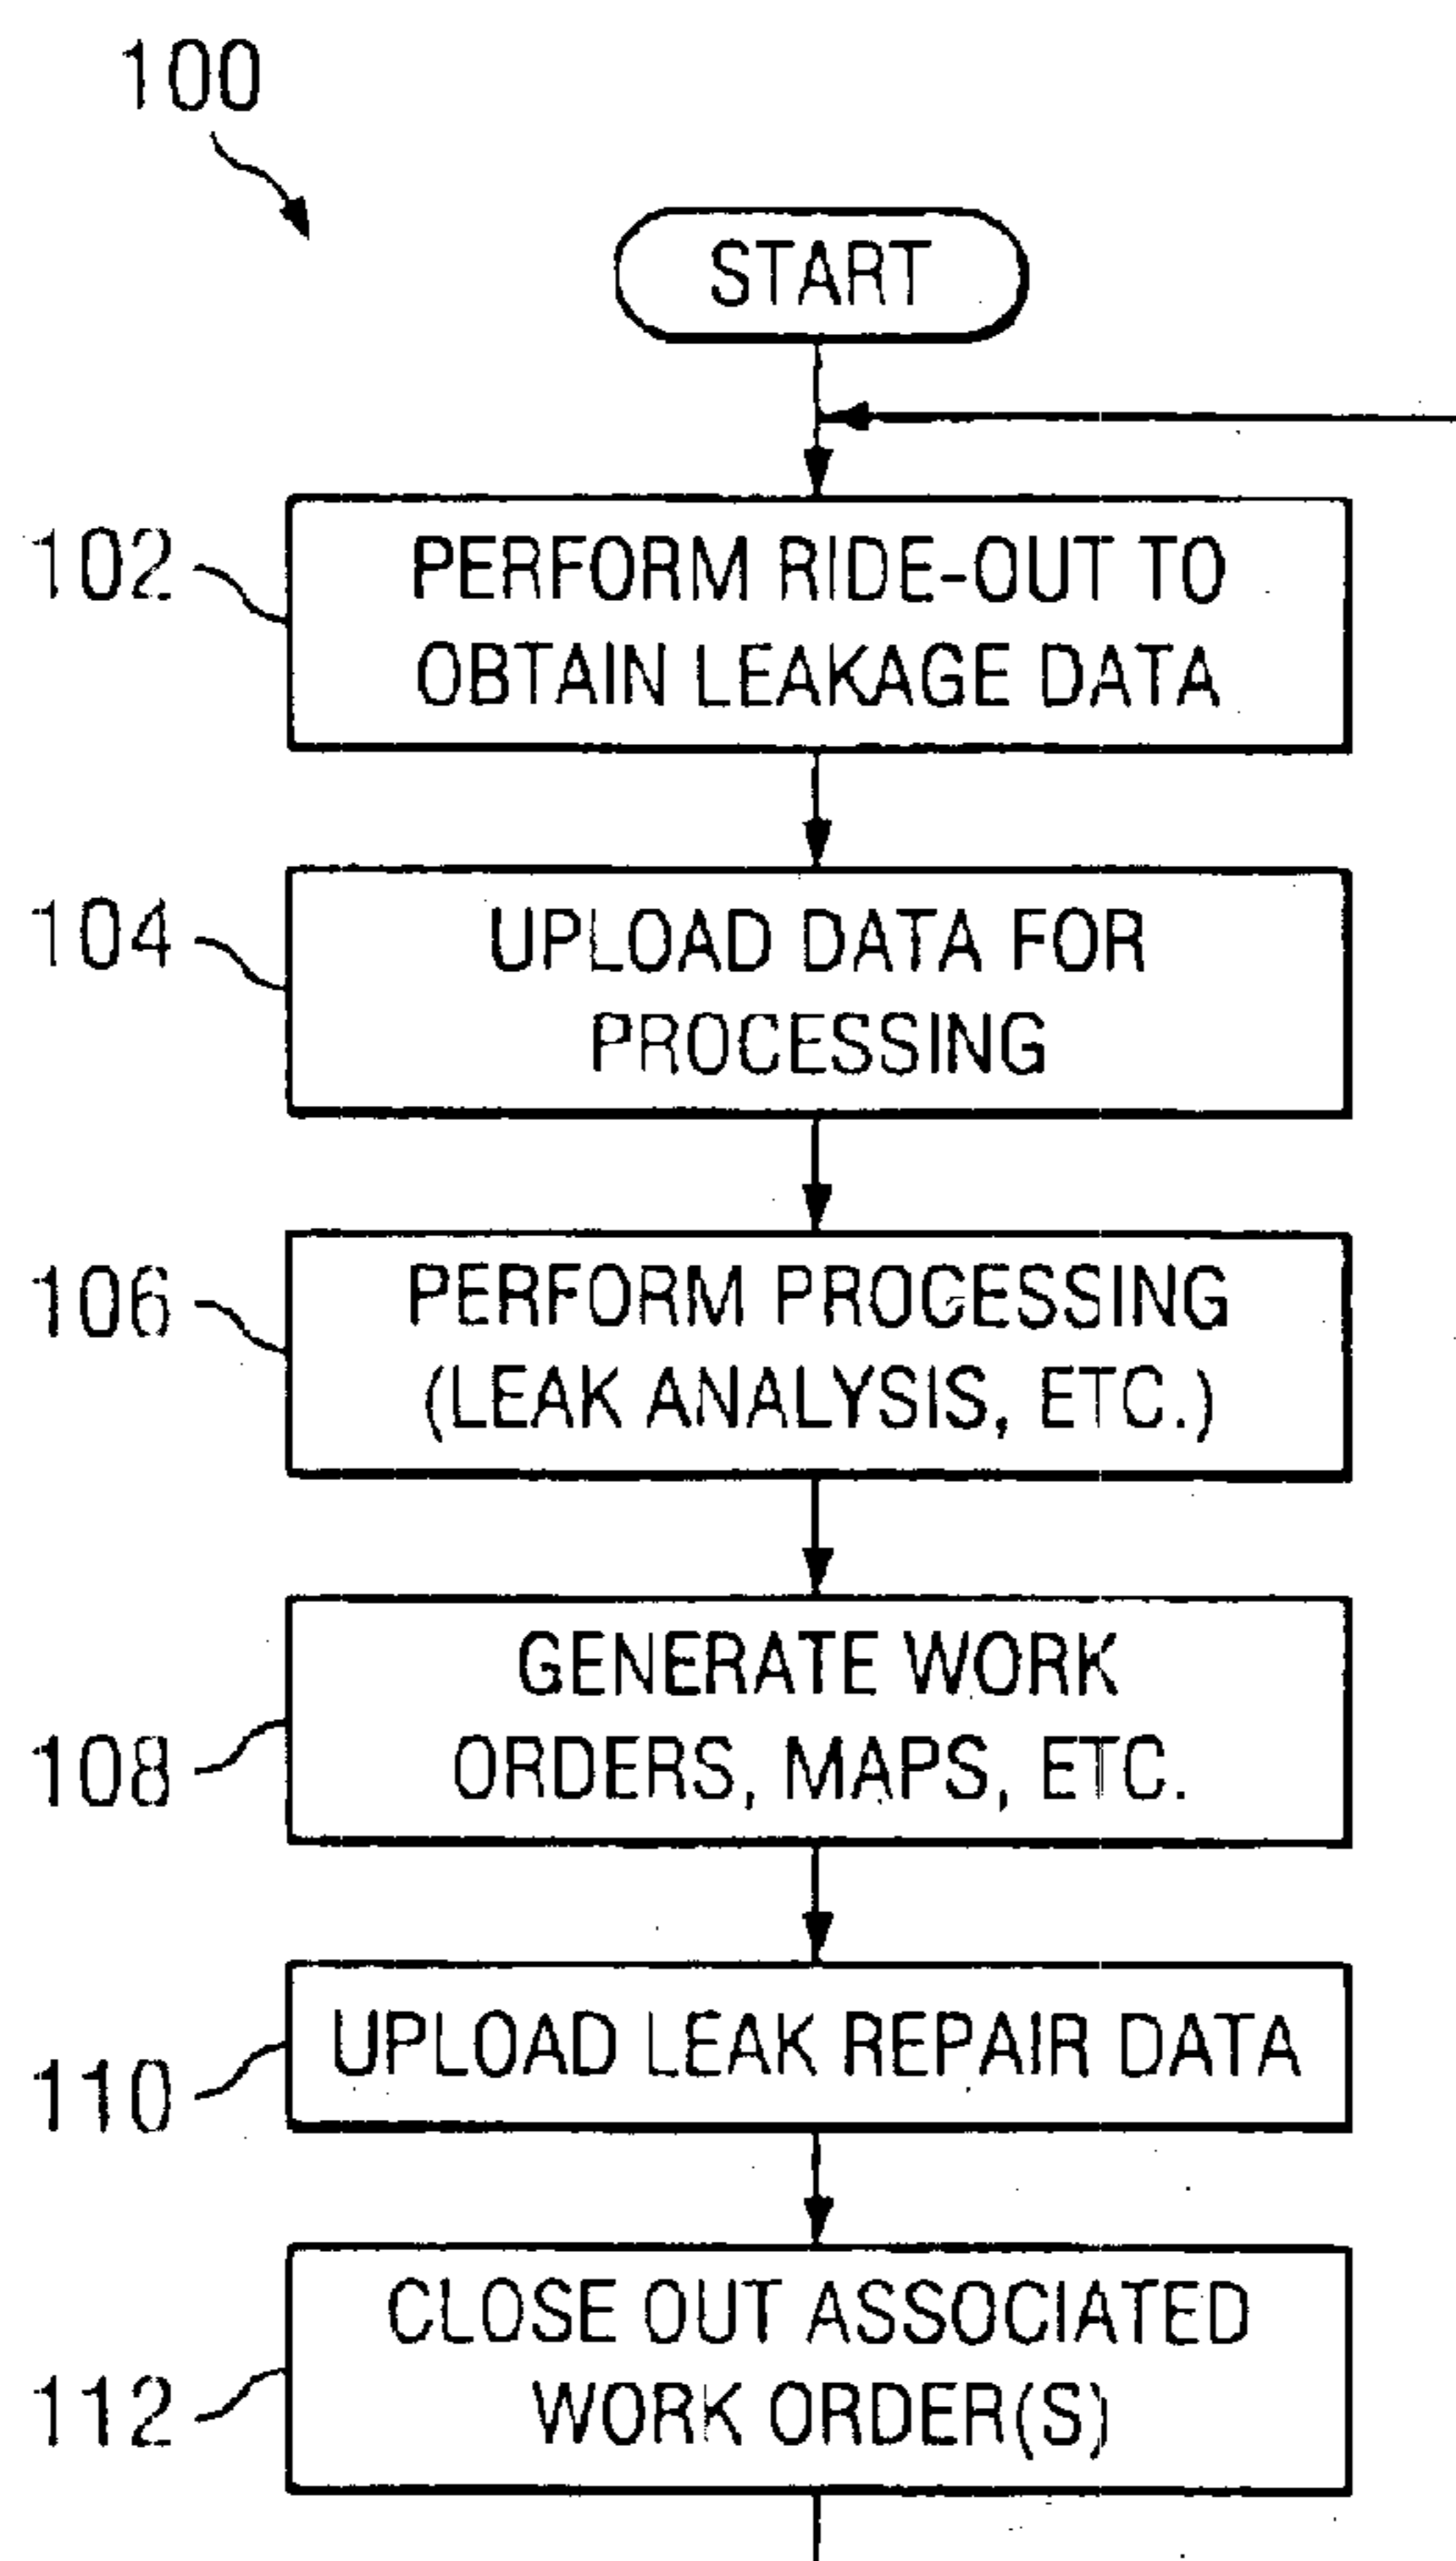 100
START
102
PERFORM RIDE-OUT TO
OBTAIN LEAKAGE DATA
104
UPLOAD DATA FOR
PROCESSING
106
PERFORM PROCESSING
(LEAK ANALYSIS, ETC.)
108
GENERATE WORK
ORDERS, MAPS, ETC.
110
UPLOAD LEAK REPAIR DATA
112
CLOSE OUT ASSOCIATED
WORK ORDER(S)